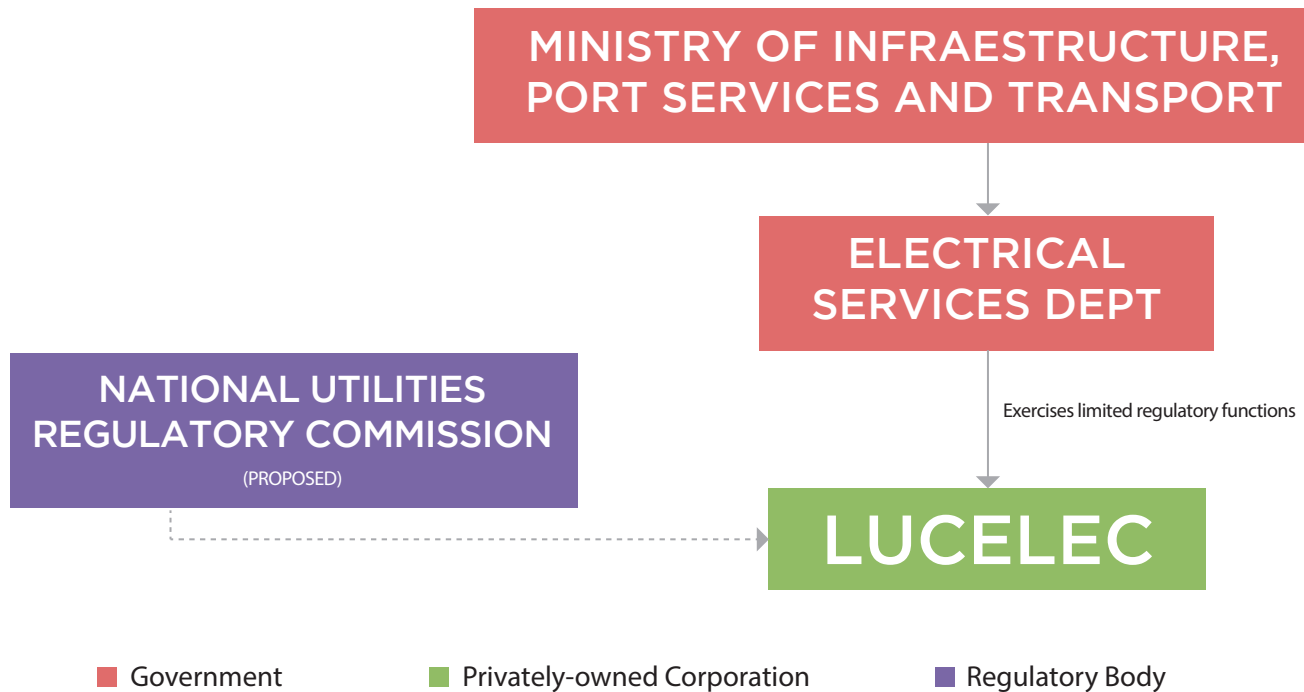 MINISTRY OF INFRAESTRUCTURE,
PORT SERVICES AND TRANSPORT
ELECTRICAL
SERVICES DEPT
NATIONAL UTILITIES
REGULATORY COMMISSION
(PROPOSED)
Exercises limited regulatory functions
LUCELEC
Government
Privately-owned Corporation
Regulatory Body